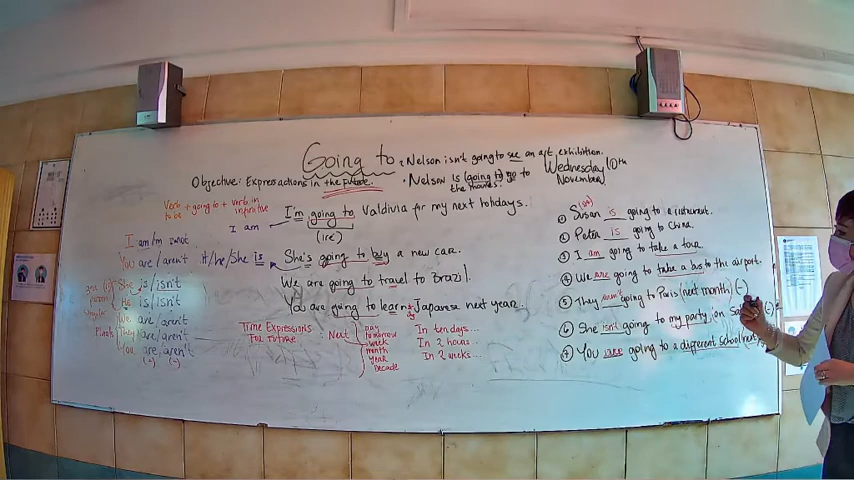 Going to : Nelson isn't going to see an art exhibition.
Objective: Express actions in the future. • Nelson is (going to) go to the movies.
Wednesday 10th
November
Verb + going to + verb in
to be infinitive
I am
I'm going to Valdivia for my next holidays.
(ire)
I am/m not
You are/aren't It/he/She is
She's going to buy a new car.
She is/isn't
He is/isn't
We are going to travel to Brazil.
We are/aren't
They are/aren't
You are/aren't
(+) (-)
singular
You are going to learn Japanese next year.
Time Expressions
For Future
: Next
day
tomorrow
week
month
year
decade
In ten days...
In 2 hours...
In 2 weeks...
① Susan is going to a restaurant.
② Peter is going to China.
③ I am going to take a tour
④ We are going to take a bus to the airport.
⑤ They aren't going to Paris (next month) (-)
⑥ She isn't going to my party on
⑦ You are going to a different school